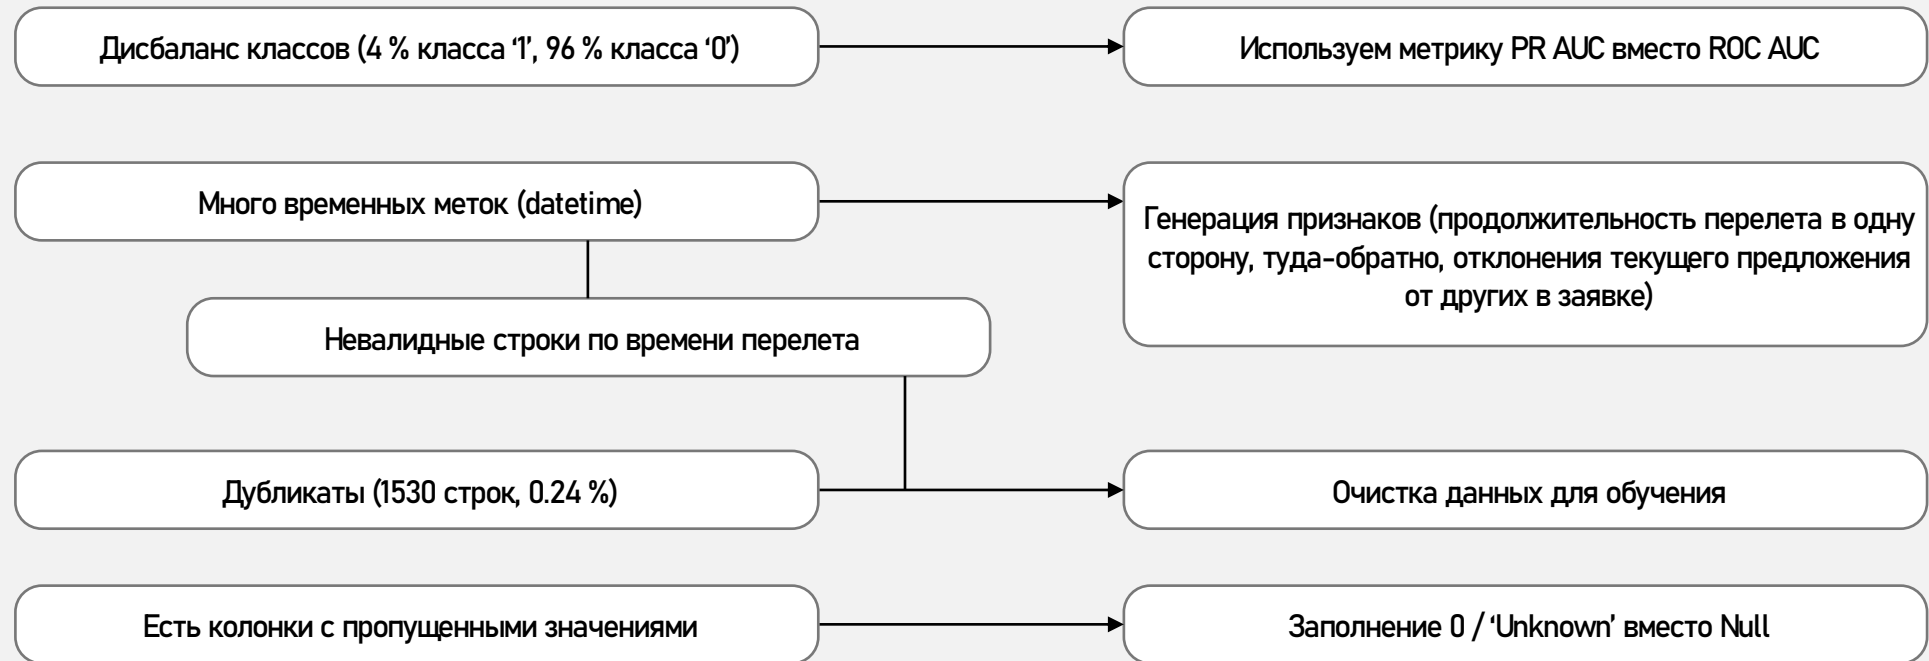 Дисбаланс классов (4 % класса ‘1’, 96 % класса ‘0’)
Используем метрику PR AUC вместо ROC AUC
Много временных меток (datetime)
Генерация признаков (продолжительность перелета в одну
сторону, туда-обратно, отклонения текущего предложения
от других в заявке)
Невалидные строки по времени перелета
Дубликаты (1530 строк, 0.24 %)
Очистка данных для обучения
Есть колонки с пропущенными значениями
Заполнение 0 / ‘Unknown’ вместо Null